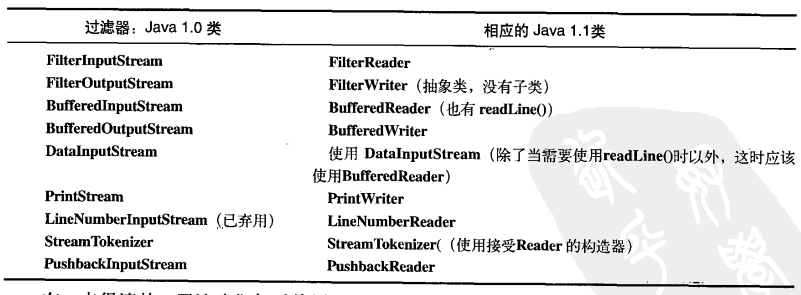 过滤器：Java 1.0 类 相应的 Java 1.1类
FilterInputStream FilterReader
FilterOutputStream FilterWriter（抽象类，没有子类）
BufferedInputStream BufferedReader（也有 readLine()）
BufferedOutputStream BufferedWriter
DataInputStream 使用 DataInputStream（除了当需要使用readLine()时以外，这时应该
使用BufferedReader）
PrintStream PrintWriter
LineNumberInputStream（已弃用） LineNumberReader
StreamTokenizer StreamTokenizer(（使用接受Reader 的构造器）
PushbackInputStream PushbackReader